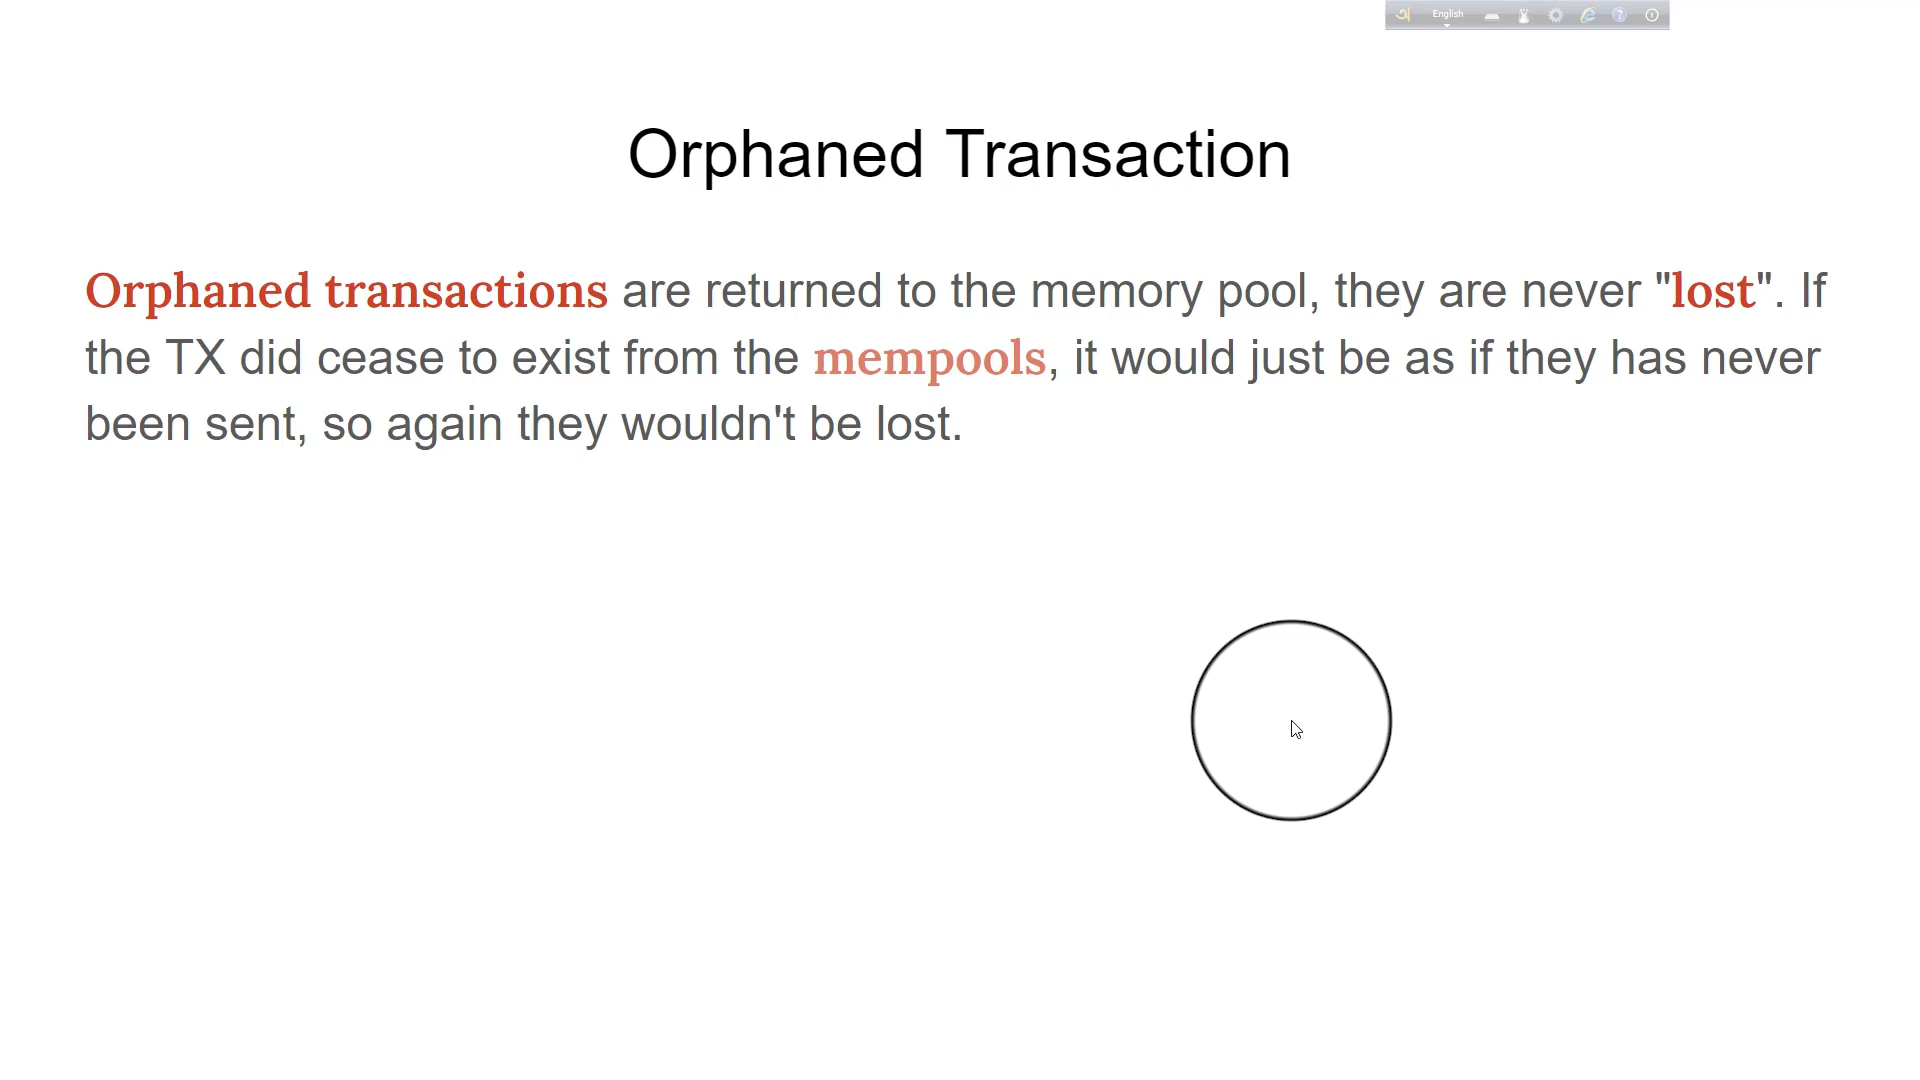 অ English
Orphaned Transaction
Orphaned transactions are returned to the memory pool, they are never "lost". If
the TX did cease to exist from the mempools, it would just be as if they has never
been sent, so again they wouldn't be lost.